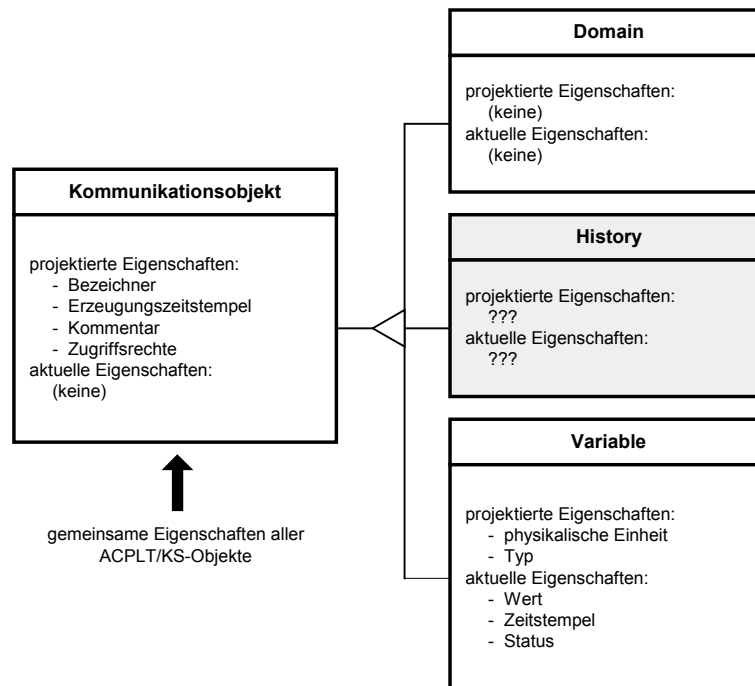 Domain
projektierte Eigenschaften:
(keine)
aktuelle Eigenschaften:
(keine)
Kommunikationsobjekt
projektierte Eigenschaften:
- Bezeichner
- Erzeugungszeitstempel
- Kommentar
- Zugriffsrechte
aktuelle Eigenschaften:
(keine)
History
projektierte Eigenschaften:
???
aktuelle Eigenschaften:
???
gemeinsame Eigenschaften aller
ACPLT/KS-Objekte
Variable
projektierte Eigenschaften:
- physikalische Einheit
- Typ
aktuelle Eigenschaften:
- Wert
- Zeitstempel
- Status